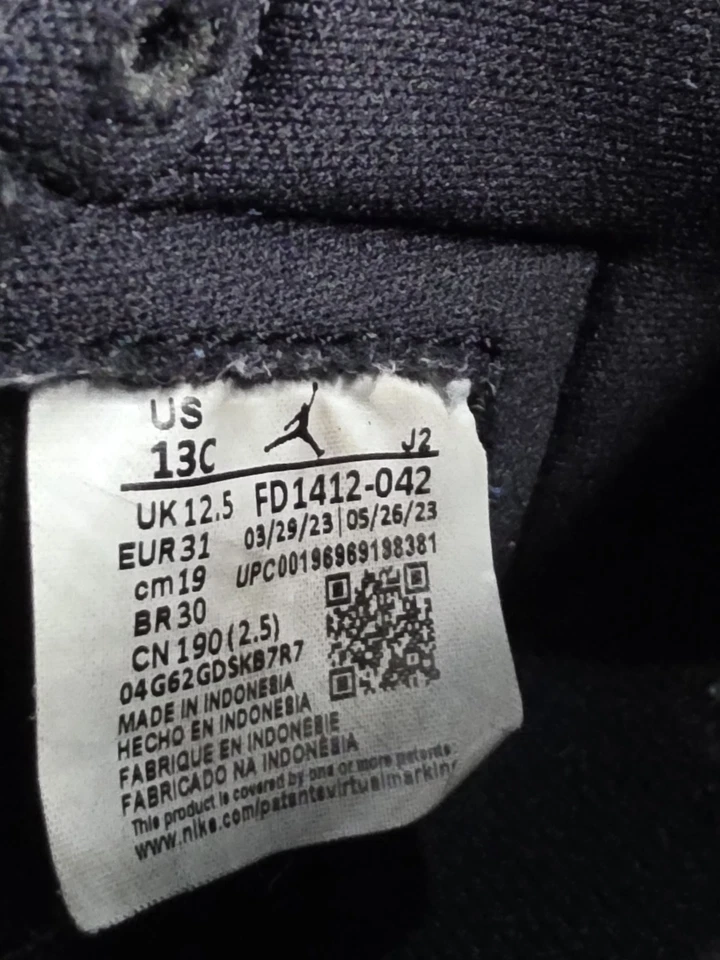 US
13C
J2
UK 12.5 FD1412-042
EUR 31 03/29/23|05/26/23
cm 19 UPC00196969198381
BR 30
CN 190 (2.5)
04G62GDSKB7R7
MADE IN INDONESIA
HECHO EN INDONESIA
FABRIQUE EN INDONESIE
FABRICADO NA INDONÉSIA
This product is covered by one or more patents
www.nike.com/patentsvirtualmarking